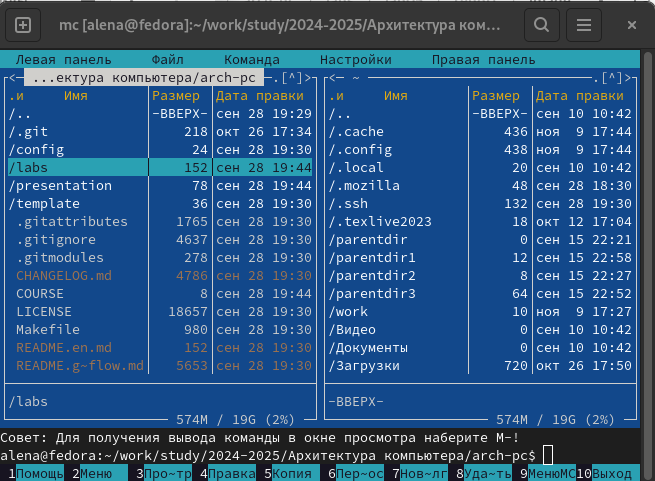 mc [alena@fedora]:~/work/study/2024-2025/Архитектура ком...
Левая панель Файл Команда Настройки Правая панель
<─ ...ектура компьютера/arch-pc ─.[^]>
.и Имя Размер Дата правки
/.. -ВВЕРХ- сен 28 19:29
/.git 218 окт 26 17:34
/config 24 сен 28 19:30
/labs 152 сен 28 19:44
/presentation 78 сен 28 19:44
/template 36 сен 28 19:30
.gitattributes 1765 сен 28 19:30
.gitignore 4637 сен 28 19:30
.gitmodules 278 сен 28 19:30
CHANGELOG.md 4786 сен 28 19:30
COURSE 8 сен 28 19:44
LICENSE 18657 сен 28 19:30
Makefile 980 сен 28 19:30
README.en.md 152 сен 28 19:30
README.g~flow.md 5653 сен 28 19:30
/labs
574M / 19G (2%)
<─ ~ ─.[^]>
.и Имя Размер Дата правки
/.. -ВВЕРХ- сен 10 10:42
/.cache 436 ноя 9 17:44
/.config 438 ноя 9 17:44
/.local 20 сен 10 10:42
/.mozilla 48 сен 28 18:30
/.ssh 132 сен 28 19:30
/.texlive2023 18 окт 12 17:04
/parentdir 0 сен 15 22:21
/parentdir1 12 сен 15 22:58
/parentdir2 8 сен 15 22:27
/parentdir3 64 сен 15 22:52
/work 10 ноя 9 17:27
/Видео 0 сен 10 10:42
/Документы 0 сен 10 10:42
/Загрузки 720 окт 26 17:50
-ВВЕРХ-
574M / 19G (2%)
Совет: Для получения вывода команды в окне просмотра наберите M-!
alena@fedora:~/work/study/2024-2025/Архитектура компьютера/arch-pc$
1Помощь 2Меню 3Про~тр 4Правка 5Копия 6Пер~ос 7Нов~лг 8Уда~ть 9МенюMC 10Выход